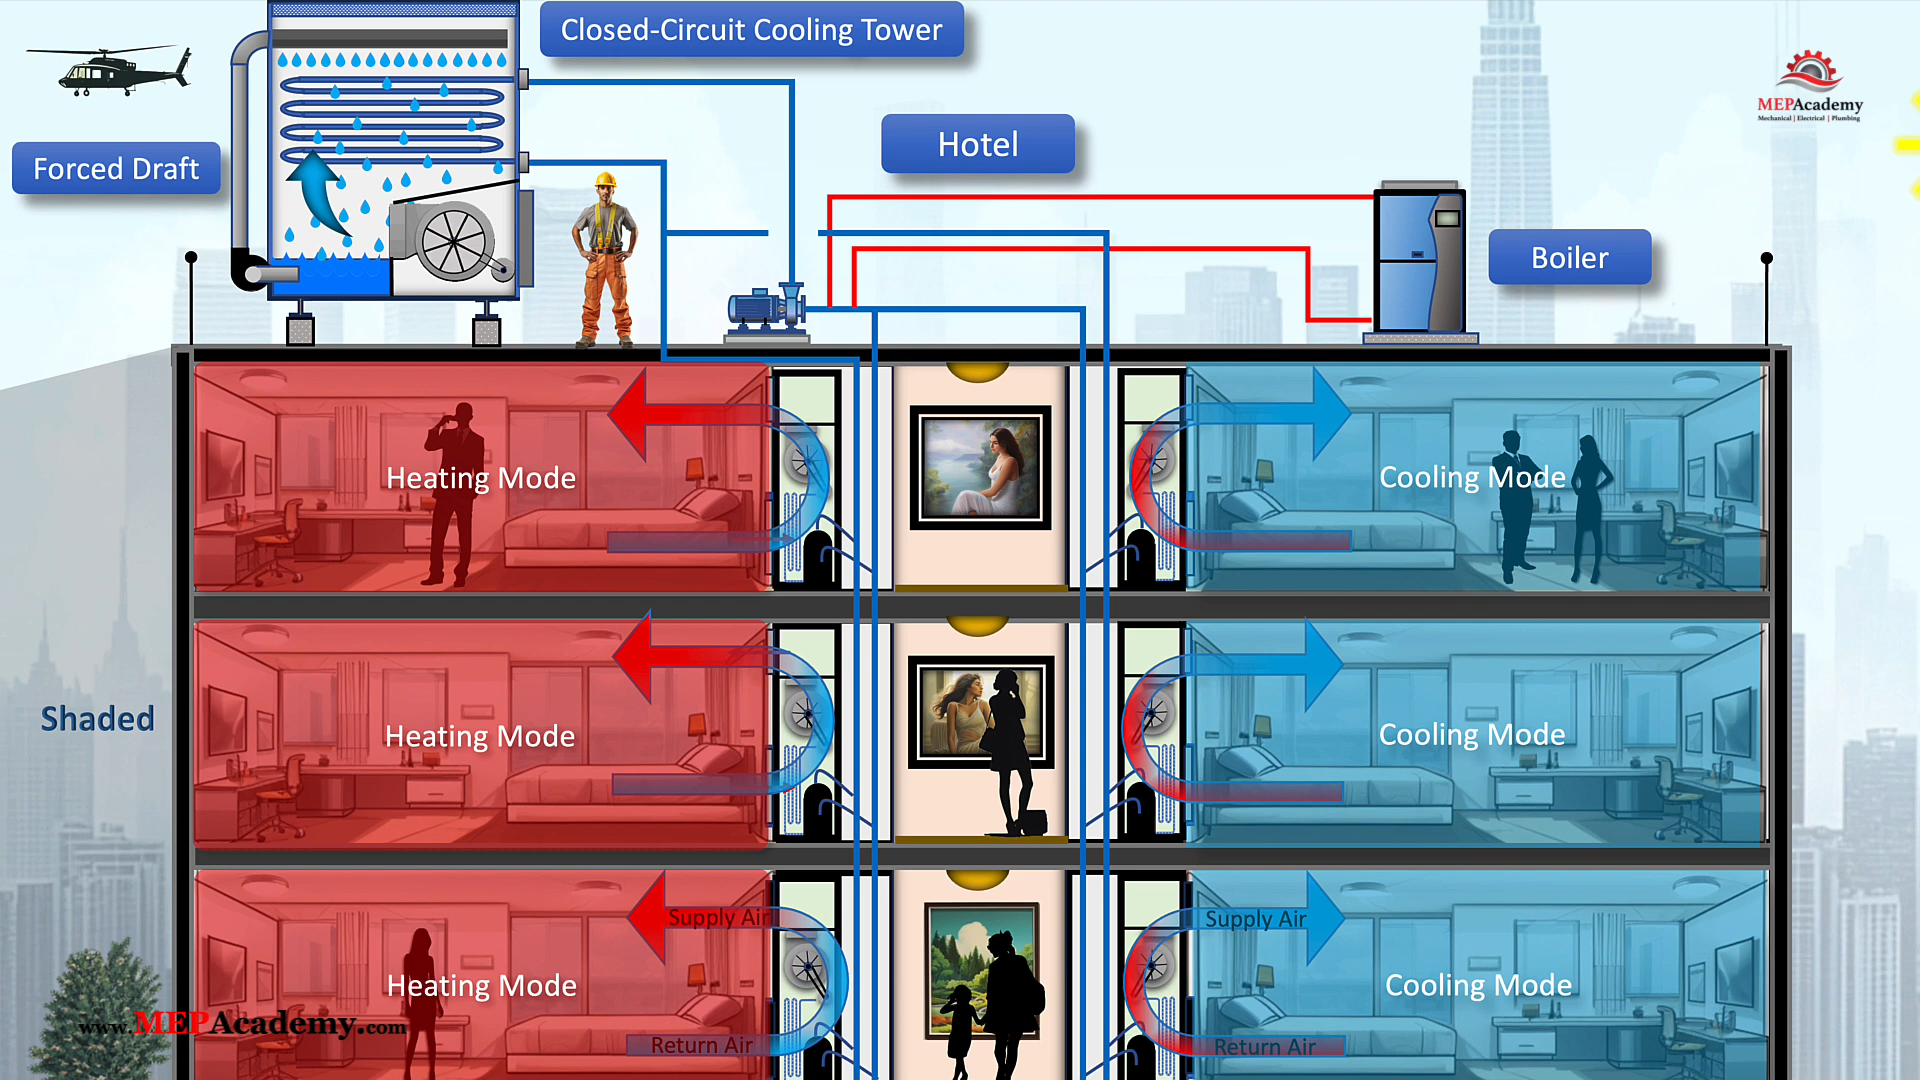 Closed-Circuit Cooling Tower
MEPAcademy
Mechanical | Electrical | Plumbing
Hotel
Forced Draft
Boiler
Heating Mode
Cooling Mode
Shaded
Heating Mode
Cooling Mode
Supply Air
Supply Air
Heating Mode
Cooling Mode
www.MEPAcademy.com
Return Air
Return Air